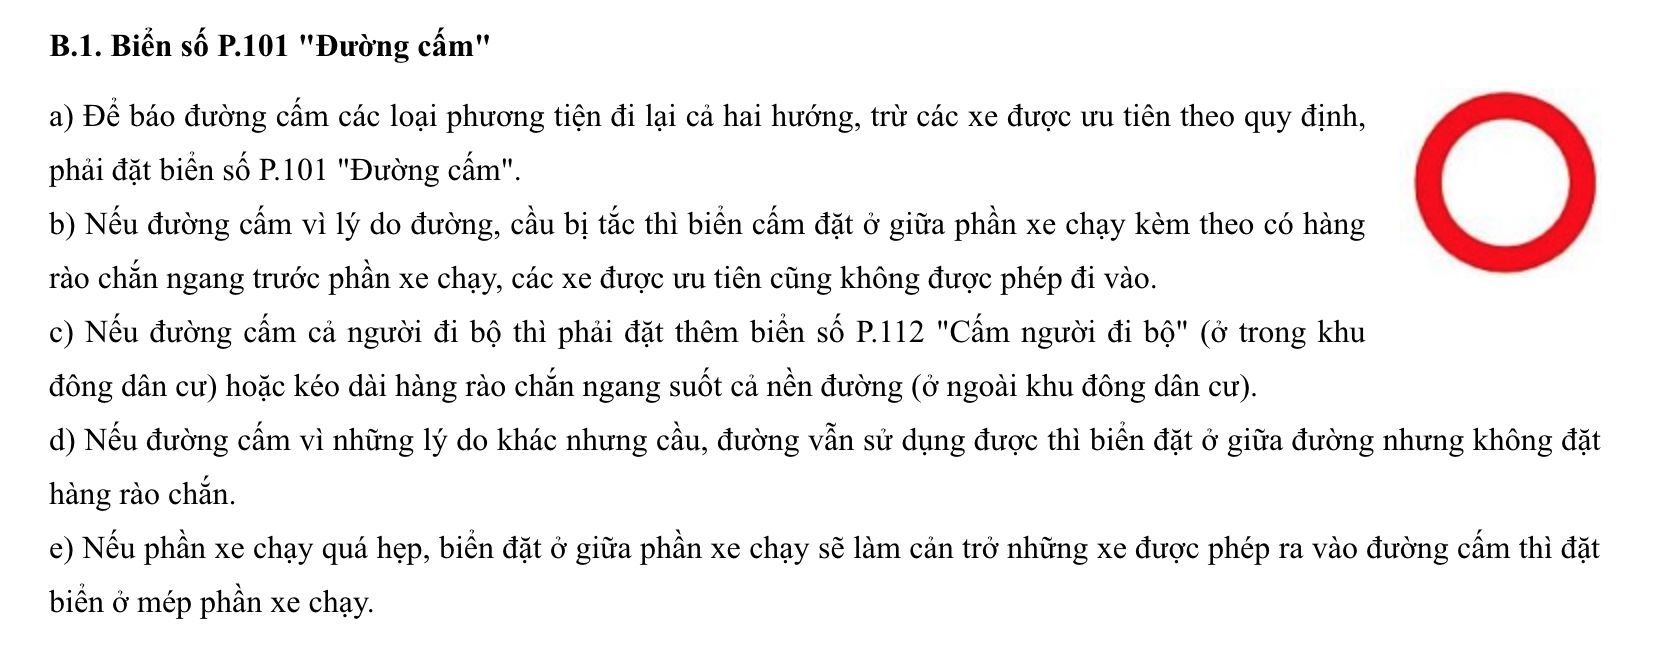 B.1. Biển số P.101 "Đường cấm"
a) Để báo đường cấm các loại phương tiện đi lại cả hai hướng, trừ các xe được ưu tiên theo quy định,
phải đặt biển số P.101 "Đường cấm".
b) Nếu đường cấm vì lý do đường, cầu bị tắc thì biển cấm đặt ở giữa phần xe chạy kèm theo có hàng
rào chắn ngang trước phần xe chạy, các xe được ưu tiên cũng không được phép đi vào.
c) Nếu đường cấm cả người đi bộ thì phải đặt thêm biển số P.112 "Cấm người đi bộ" (ở trong khu
đông dân cư) hoặc kéo dài hàng rào chắn ngang suốt cả nền đường (ở ngoài khu đông dân cư).
d) Nếu đường cấm vì những lý do khác nhưng cầu, đường vẫn sử dụng được thì biển đặt ở giữa đường nhưng không đặt
hàng rào chắn.
e) Nếu phần xe chạy quá hẹp, biển đặt ở giữa phần xe chạy sẽ làm cản trở những xe được phép ra vào đường cấm thì đặt
biển ở mép phần xe chạy.